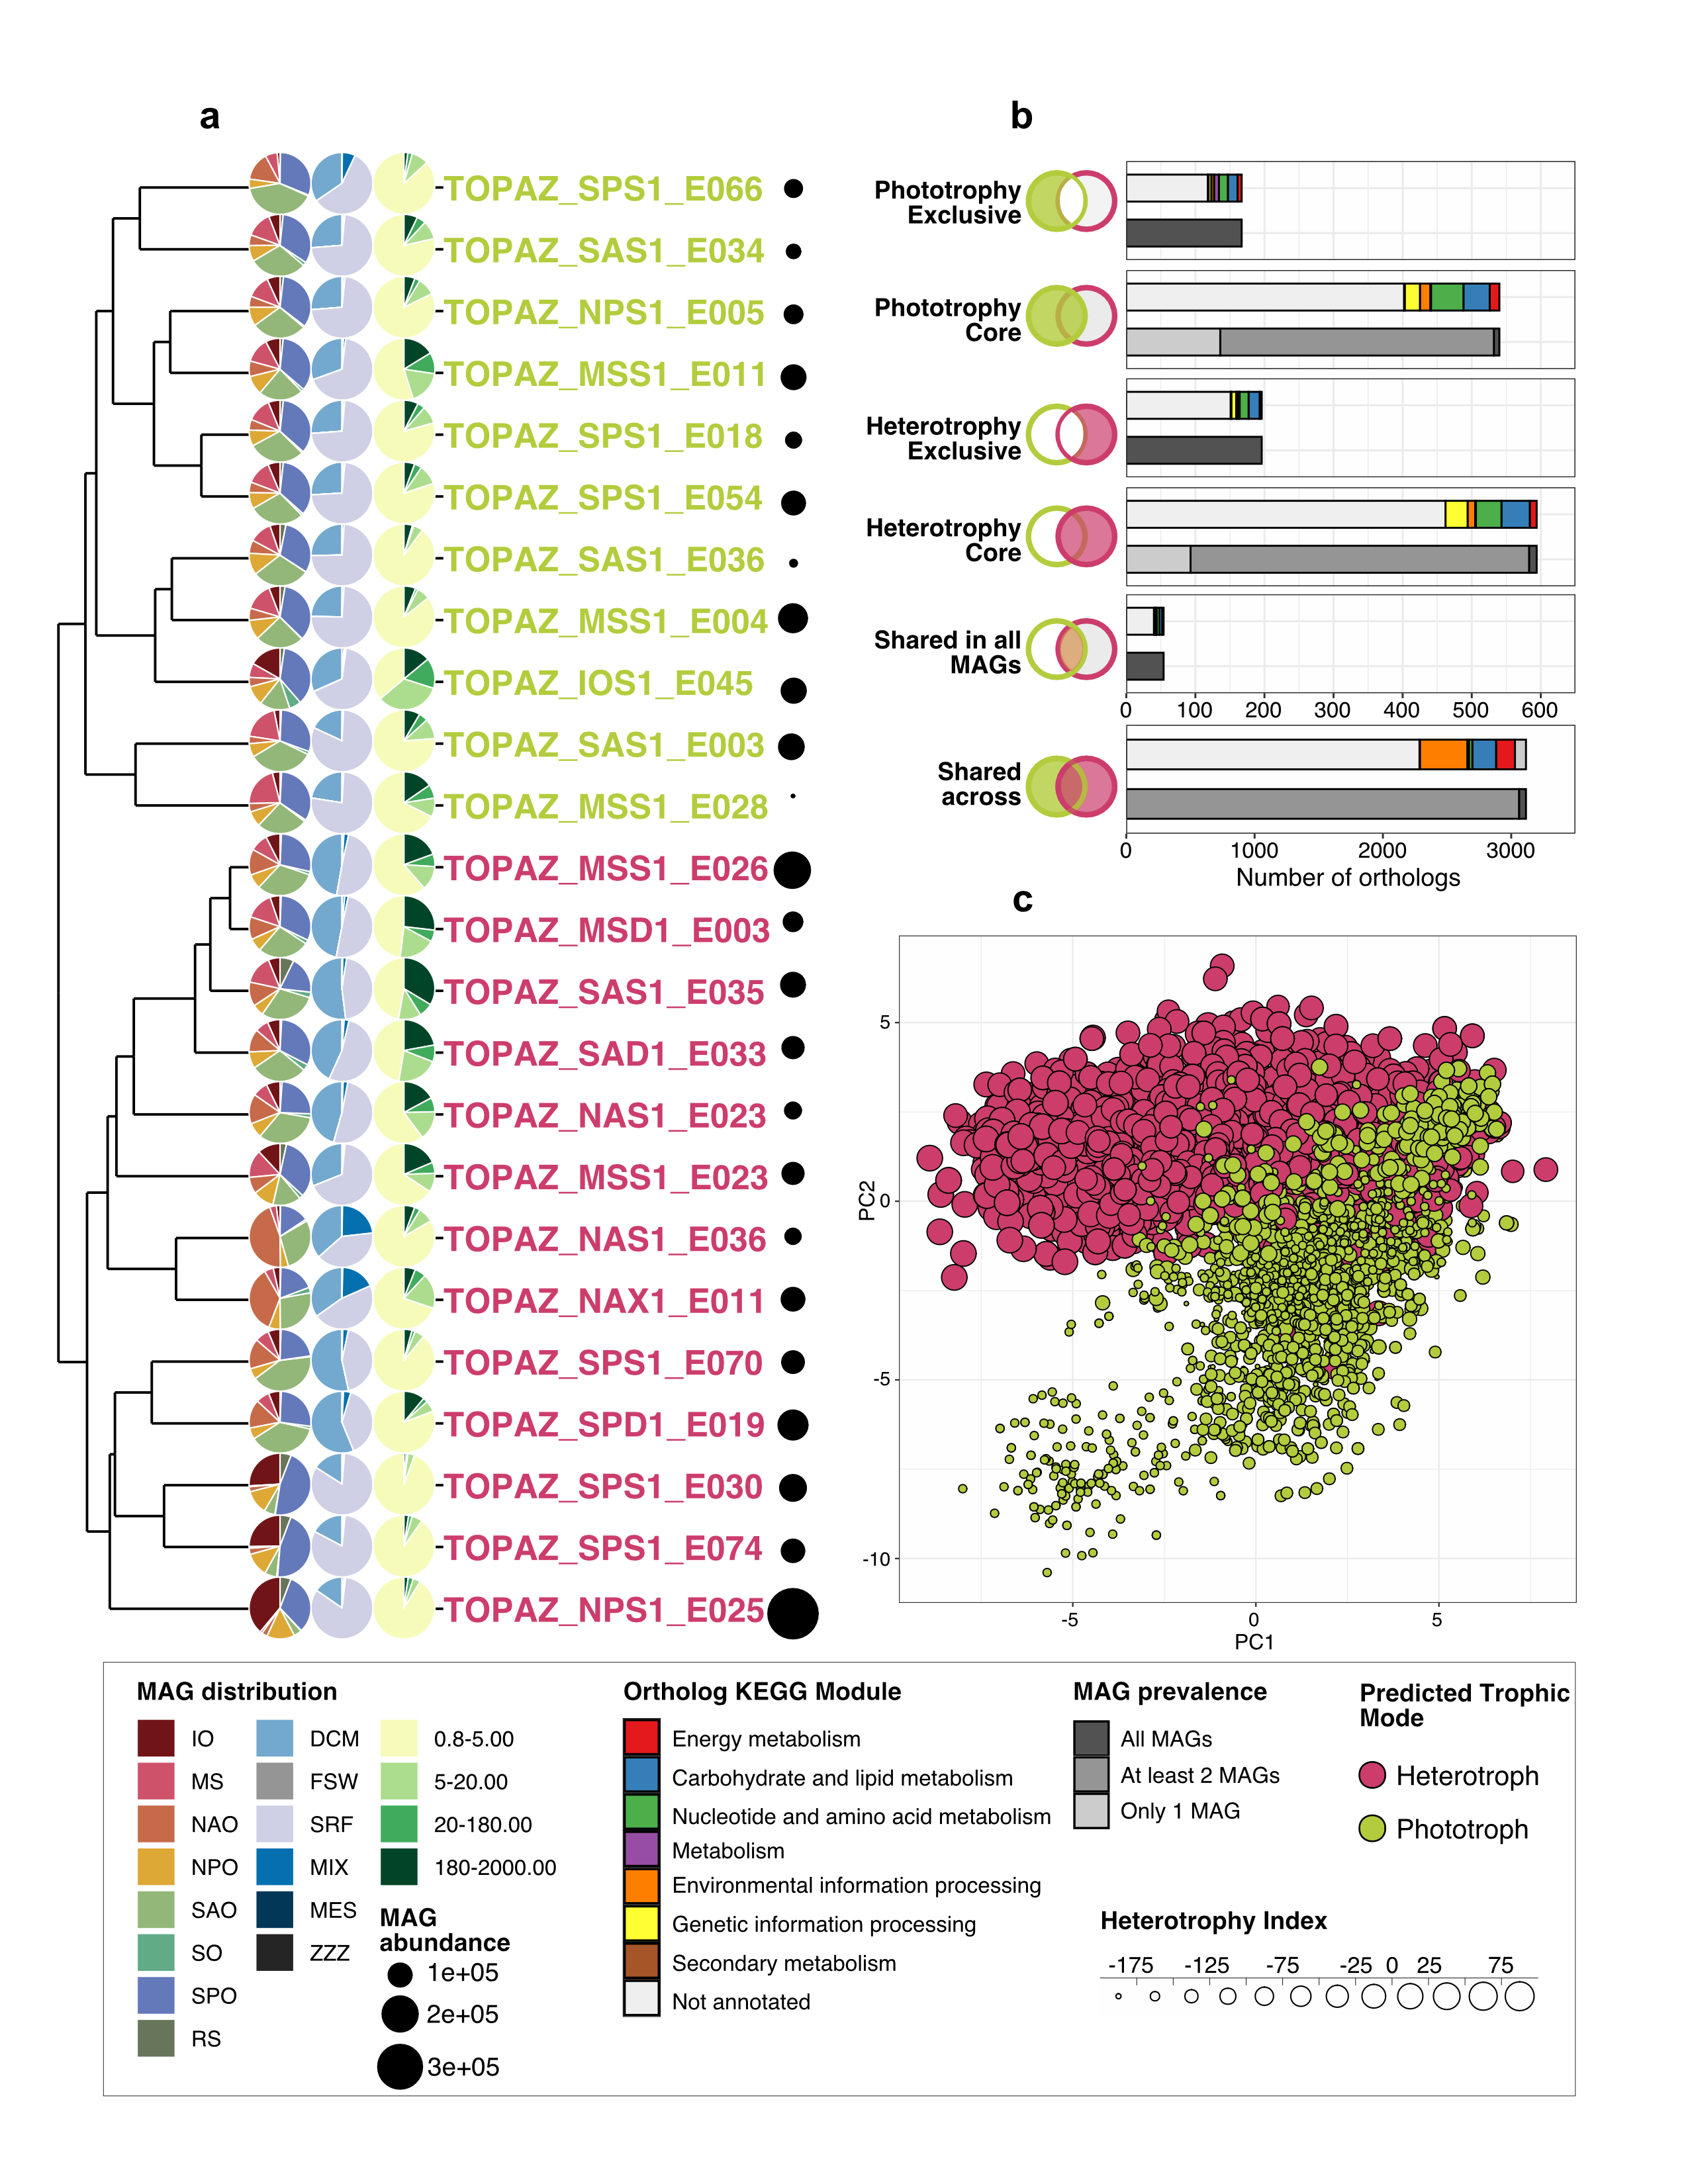 a
TOPAZ_SPS1_E066
TOPAZ_SAS1_E034
TOPAZ_NPS1_E005
TOPAZ_MSS1_E011
TOPAZ_SPS1_E018
TOPAZ_SPS1_E054
TOPAZ_SAS1_E036
TOPAZ_MSS1_E004
TOPAZ_IOS1_E045
TOPAZ_SAS1_E003
TOPAZ_MSS1_E028
TOPAZ_MSS1_E026
TOPAZ_MSD1_E003
TOPAZ_SAS1_E035
TOPAZ_SAD1_E033
TOPAZ_NAS1_E023
TOPAZ_MSS1_E023
TOPAZ_NAS1_E036
TOPAZ_NAX1_E011
TOPAZ_SPS1_E070
TOPAZ_SPD1_E019
TOPAZ_SPS1_E030
TOPAZ_SPS1_E074
TOPAZ_NPS1_E025
b
Phototrophy
Exclusive
Phototrophy
Core
Heterotrophy
Exclusive
Heterotrophy
Core
Shared in all
MAGs
0 100 200 300 400 500 600
Shared
across
0 1000 2000 3000
Number of orthologs
c
PC2
5
0
-5
-10
-5 0 5
PC1
MAG distribution
IO
MS
NAO
NPO
SAO
SO
SPO
RS
DCM
FSW
SRF
MIX
MES
ZZZ
0.8-5.00
5-20.00
20-180.00
180-2000.00
MAG
abundance
1e+05
2e+05
3e+05
Ortholog KEGG Module
Energy metabolism
Carbohydrate and lipid metabolism
Nucleotide and amino acid metabolism
Metabolism
Environmental information processing
Genetic information processing
Secondary metabolism
Not annotated
MAG prevalence
All MAGs
At least 2 MAGs
Only 1 MAG
Predicted Trophic
Mode
Heterotroph
Phototroph
Heterotrophy Index
-175 -125 -75 -25 0 25 75